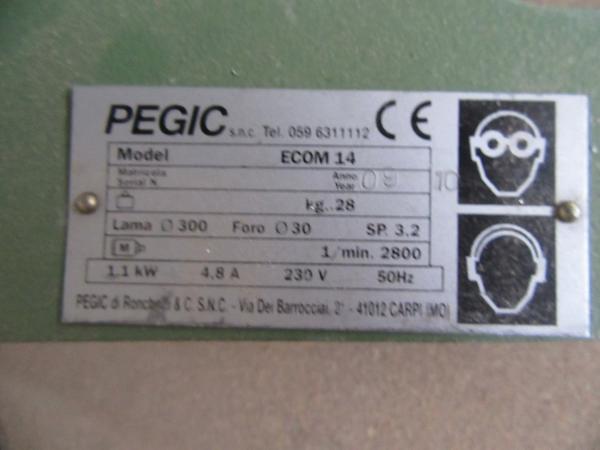 PEGIC s.n.c. Tel. 059 6311112 CE
Model ECOM 14
Matricola Anno
Serial N. Year 09 10
kg. 28
Lama Ø 300 Foro Ø 30 SP. 3.2
M 1/min. 2800
1,1 kW 4,8 A 230 V 50Hz
PEGIC di & C. S.N.C. - Via Dei Barrocciai, - 41012 CARPI (MO)